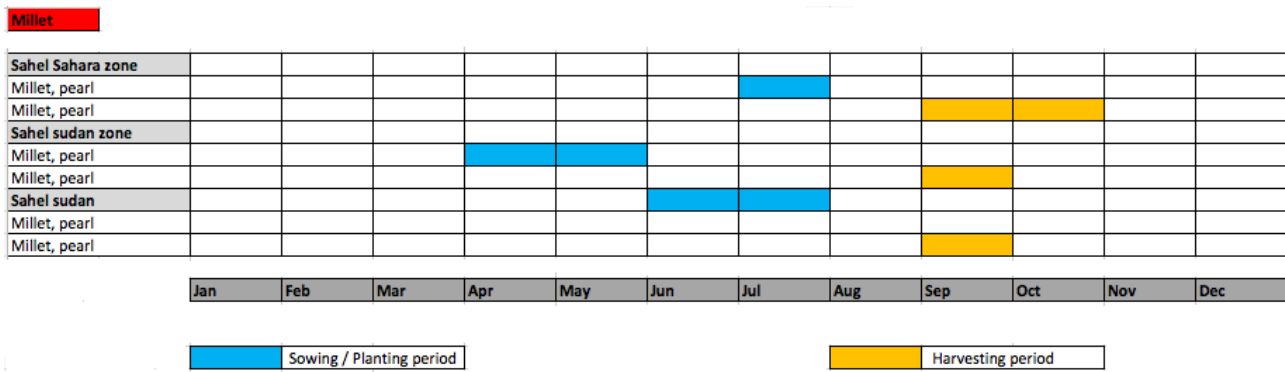 Millet
Sahel Sahara zone
Millet, pearl
Millet, pearl
Sahel sudan zone
Millet, pearl
Millet, pearl
Sahel sudan
Millet, pearl
Millet, pearl
Jan Feb Mar Apr May Jun Jul Aug Sep Oct Nov Dec
Sowing / Planting period Harvesting period